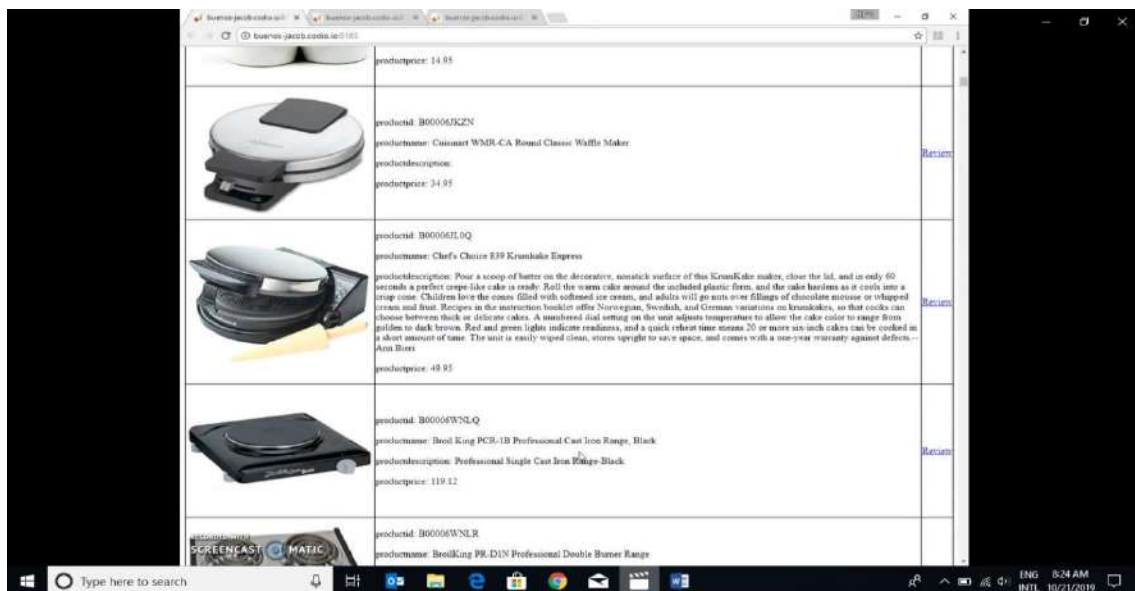 buenos-jacob.codio.io:5165
productprice: 14.95
productid: B00006JKZN
productname: Cuisinart WMR-CA Round Classic Waffle Maker
productdescription:
productprice: 34.95
Review
productid: B00006JL0Q
productname: Chef's Choice 839 Krumkake Express
productdescription: Pour a scoop of batter on the decorative, nonstick surface of this KrumKake maker, close the lid, and in only 60
seconds a perfect crepe-like cake is ready. Roll the warm cake around the included plastic form, and the cake hardens as it cools into a
crisp cone. Children love the cones filled with softened ice cream, and adults will go nuts over fillings of chocolate mousse or whipped
cream and fruit. Recipes in the instruction booklet offer Norwegian, Swedish, and German variations on krumkakes, so that cooks can
choose between thick or delicate cakes. A numbered dial setting on the unit adjusts temperature to allow the cake color to range from
golden to dark brown. Red and green lights indicate readiness, and a quick reheat time means 20 or more six-inch cakes can be cooked in
a short amount of time. The unit is easily wiped clean, stores upright to save space, and comes with a one-year warranty against defects.--
Ann Bieri
productprice: 49.95
Review
productid: B00006WNLQ
productname: Broil King PCR-1B Professional Cast Iron Range, Black
productdescription: Professional Single Cast Iron Range-Black
productprice: 119.12
Review
productid: B00006WNLR
productname: BroilKing PR-D1N Professional Double Burner Range
RECORDED WITH
SCREENCAST MATIC
Type here to search
ENG
INTL
8:24 AM
10/21/2019